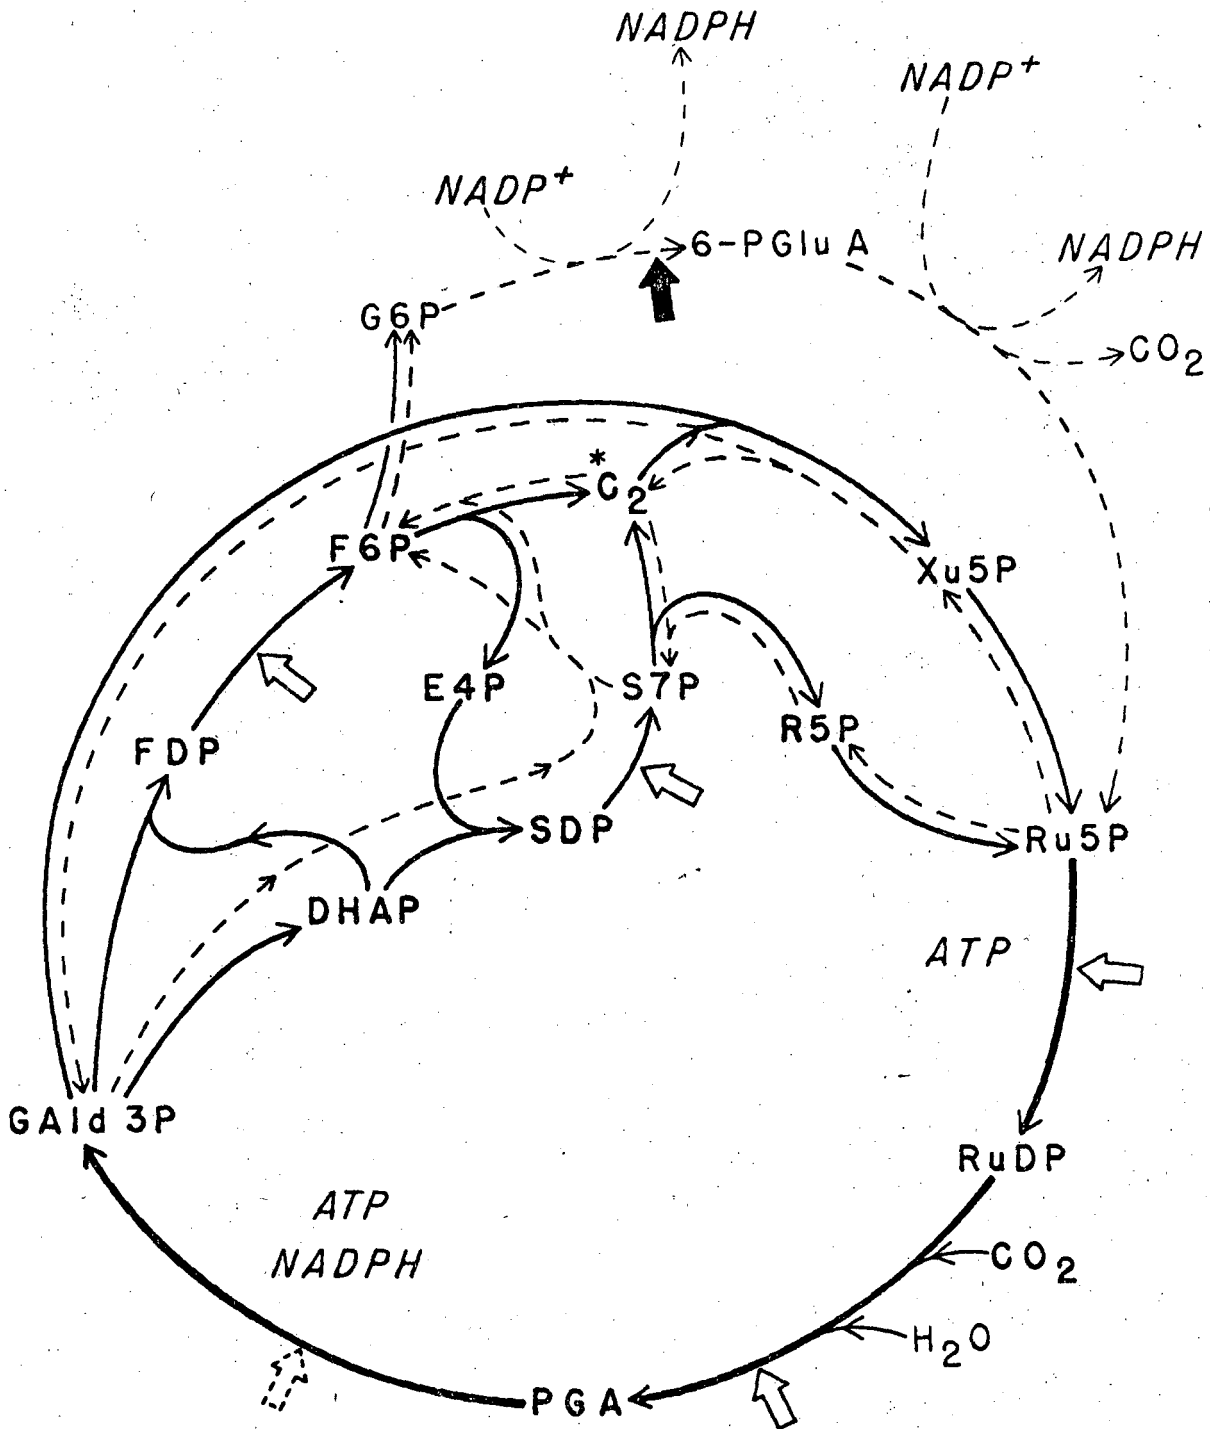 NADPH
NADP+
NADP+
6-PGluA
NADPH
G6P
CO2
*
C2
F6P
Xu5P
E4P
S7P
R5P
FDP
SDP
Ru5P
DHAP
ATP
GAld 3P
RuDP
ATP
NADPH
CO2
H2O
PGA